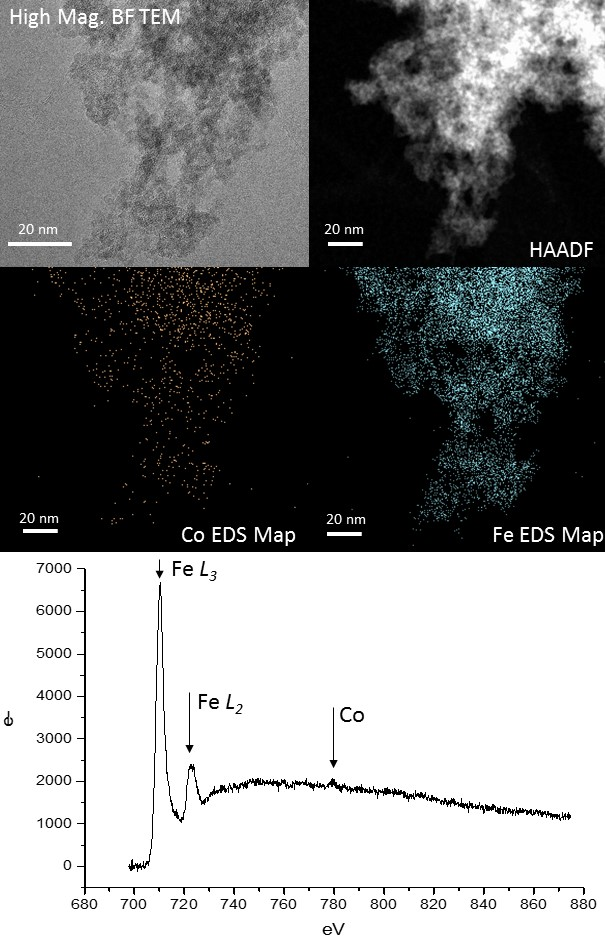 High Mag. BF TEM
20 nm
20 nm
HAADF
20 nm
Co EDS Map
20 nm
Fe EDS Map
7000
6000
5000
4000
3000
2000
1000
0
e-
Fe L3
Fe L2
Co
680 700 720 740 760 780 800 820 840 860 880
eV